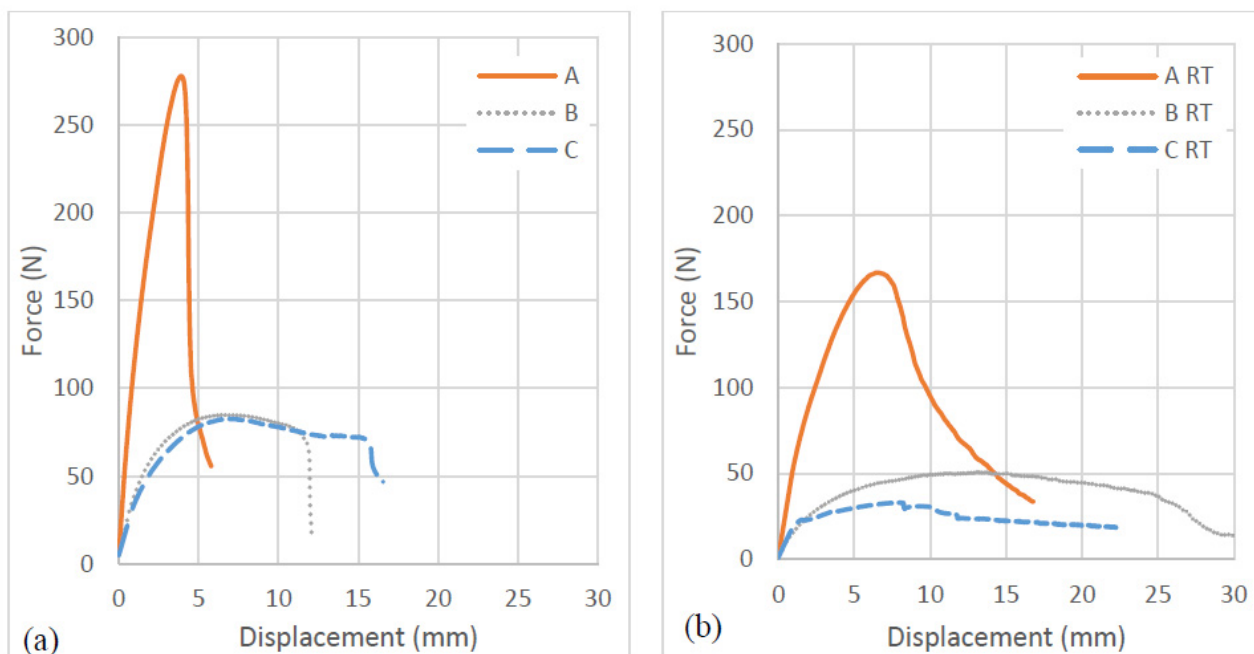 300
250
200
150
100
50
0
Force (N)
A
B
C
0 5 10 15 20 25 30
Displacement (mm)
(a)
300
250
200
150
100
50
0
Force (N)
A RT
B RT
C RT
0 5 10 15 20 25 30
Displacement (mm)
(b)